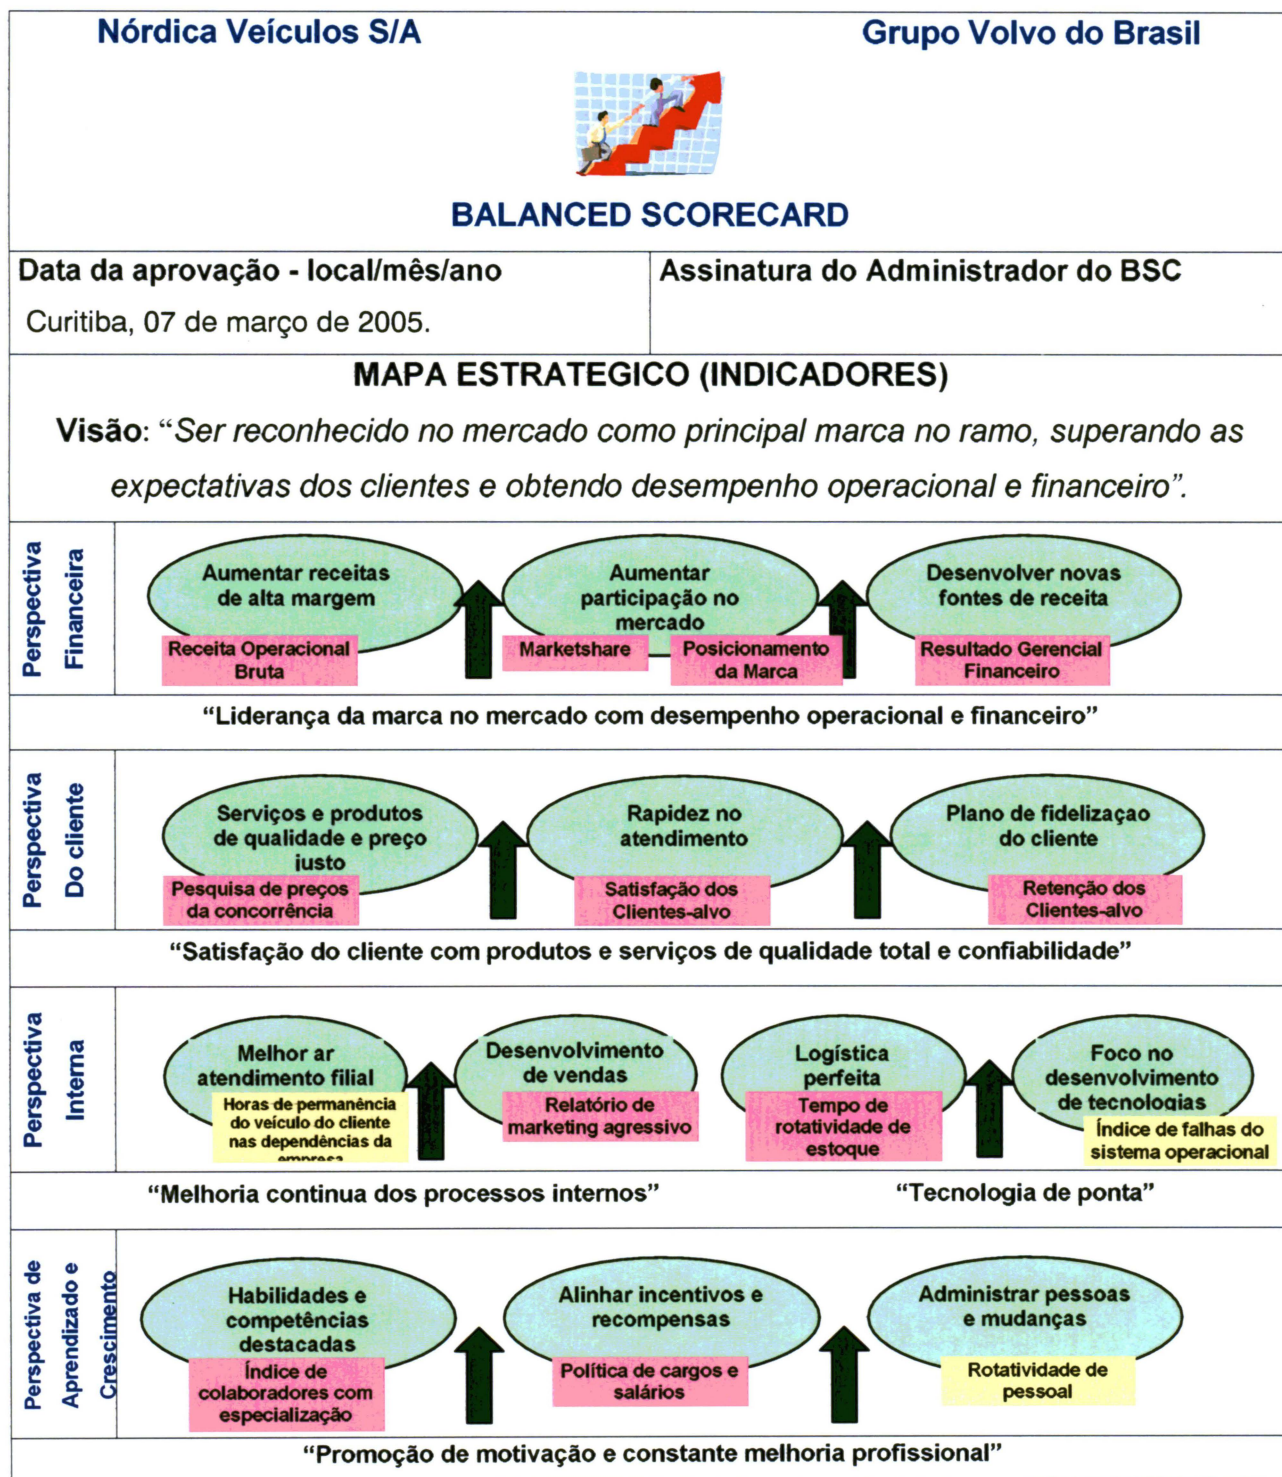 Nórdica Veículos S/A
Grupo Volvo do Brasil
BALANCED SCORECARD
Data da aprovação - local/mês/ano
Curitiba, 07 de março de 2005.
Assinatura do Administrador do BSC
MAPA ESTRATEGICO (INDICADORES)
Visão: “Ser reconhecido no mercado como principal marca no ramo, superando as
expectativas dos clientes e obtendo desempenho operacional e financeiro”.
Perspectiva
Financeira
Aumentar receitas
de alta margem
Receita Operacional
Bruta
Aumentar
participação no
mercado
Marketshare
Posicionamento
da Marca
Desenvolver novas
fontes de receita
Resultado Gerencial
Financeiro
“Liderança da marca no mercado com desempenho operacional e financeiro”
Perspectiva
Do cliente
Serviços e produtos
de qualidade e preço
justo
Pesquisa de preços
da concorrência
Rapidez no
atendimento
Satisfação dos
Clientes-alvo
Plano de fidelizaçao
do cliente
Retenção dos
Clientes-alvo
“Satisfação do cliente com produtos e serviços de qualidade total e confiabilidade”
Perspectiva
Interna
Melhor ar
atendimento filial
Horas de permanência
do veículo do cliente
nas dependências da
empresa
Desenvolvimento
de vendas
Relatório de
marketing agressivo
Logística
perfeita
Tempo de
rotatividade de
estoque
Foco no
desenvolvimento
de tecnologias
Índice de falhas do
sistema operacional
“Melhoria continua dos processos internos”
“Tecnologia de ponta”
Perspectiva de
Aprendizado e
Crescimento
Habilidades e
competências
destacadas
Índice de
colaboradores com
especialização
Alinhar incentivos e
recompensas
Política de cargos e
salários
Administrar pessoas
e mudanças
Rotatividade de
pessoal
“Promoção de motivação e constante melhoria profissional”